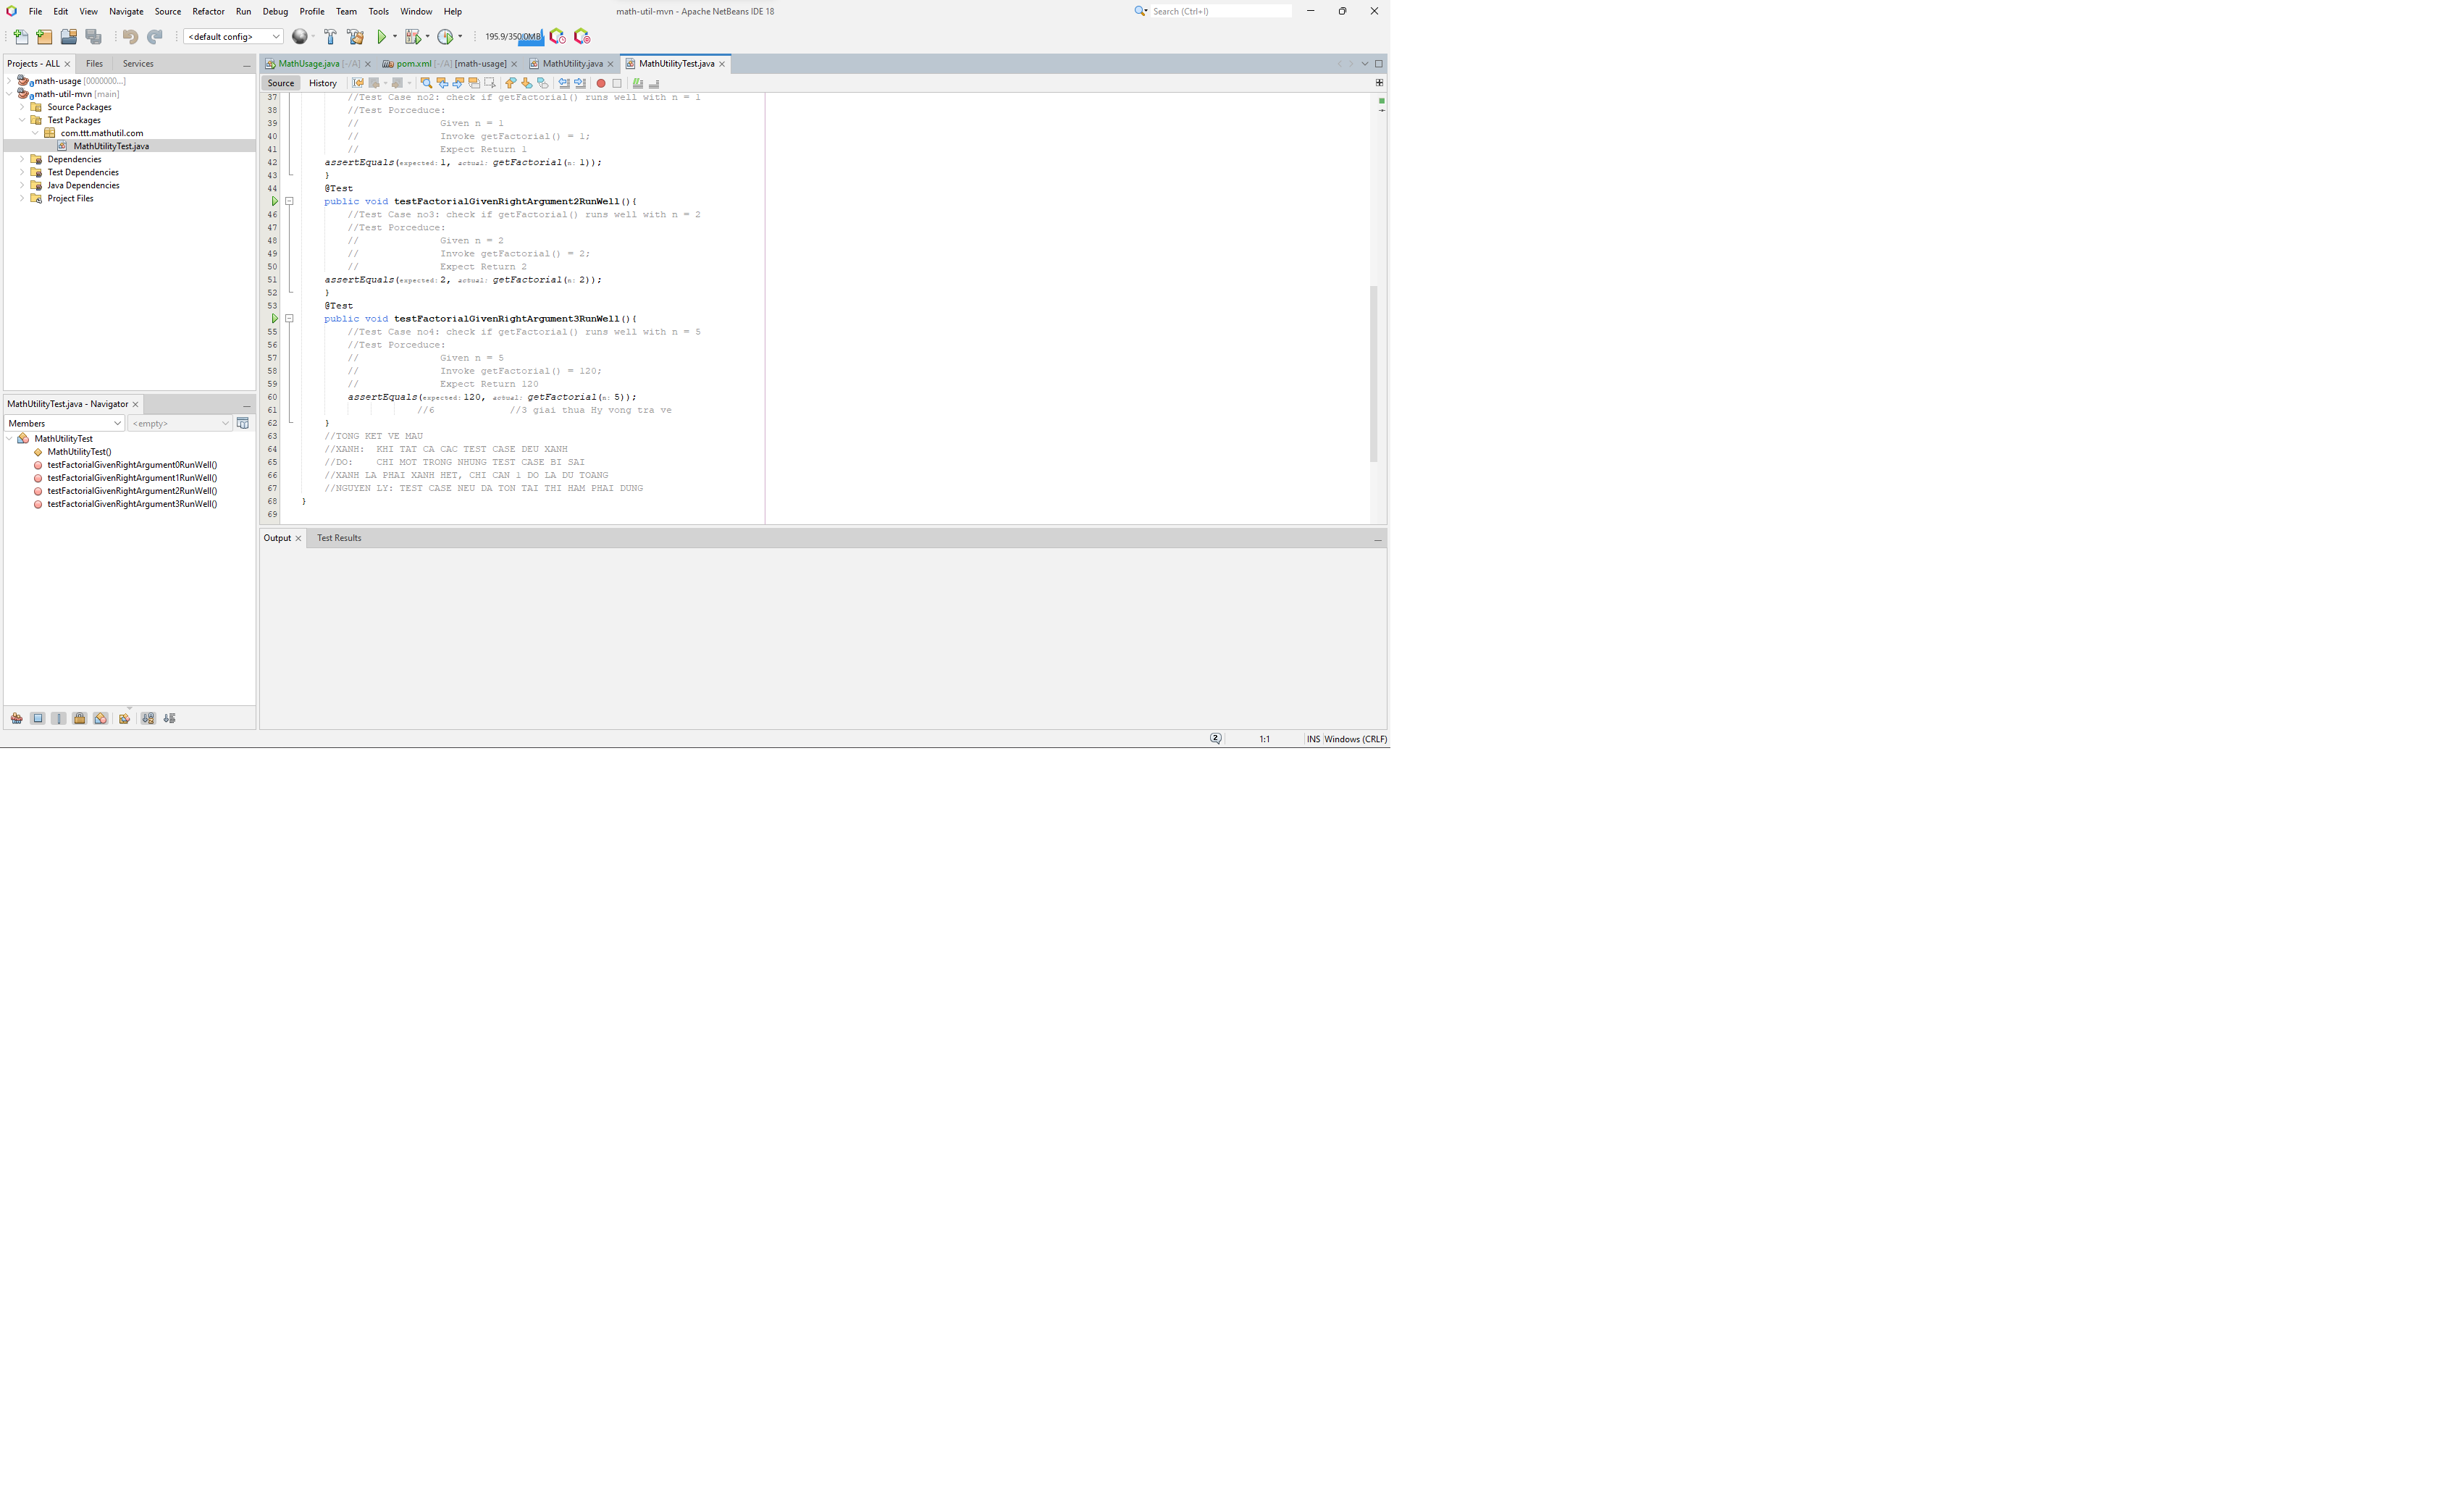 File Edit View Navigate Source Refactor Run Debug Profile Team Tools Window Help
math-util-mvn - Apache NetBeans IDE 18
Search (Ctrl+I)
<default config>
195.9/350.0MB
Projects - ALL Files Services
math-usage [0000000...]
math-util-mvn [main]
Source Packages
Test Packages
com.ttt.mathutil.com
MathUtilityTest.java
Dependencies
Test Dependencies
Java Dependencies
Project Files
MathUtilityTest.java - Navigator
Members <empty>
MathUtilityTest
MathUtilityTest()
testFactorialGivenRightArgument0RunWell()
testFactorialGivenRightArgument1RunWell()
testFactorialGivenRightArgument2RunWell()
testFactorialGivenRightArgument3RunWell()
MathUsage.java [-/A] pom.xml [-/A] [math-usage] MathUtility.java MathUtilityTest.java
Source History
37 //Test Case no2: check if getFactorial() runs well with n = 1
38 //Test Porceduce:
39 // Given n = 1
40 // Invoke getFactorial() = 1;
41 // Expect Return 1
42 assertEquals(expected: 1, actual: getFactorial(n: 1));
43 }
44 @Test
public void testFactorialGivenRightArgument2RunWell(){
46 //Test Case no3: check if getFactorial() runs well with n = 2
47 //Test Porceduce:
48 // Given n = 2
49 // Invoke getFactorial() = 2;
50 // Expect Return 2
51 assertEquals(expected: 2, actual: getFactorial(n: 2));
52 }
53 @Test
public void testFactorialGivenRightArgument3RunWell(){
55 //Test Case no4: check if getFactorial() runs well with n = 5
56 //Test Porceduce:
57 // Given n = 5
58 // Invoke getFactorial() = 120;
59 // Expect Return 120
60 assertEquals(expected: 120, actual: getFactorial(n: 5));
61 //6 //3 giai thua Hy vong tra ve
62 }
63 //TONG KET VE MAU
64 //XANH: KHI TAT CA CAC TEST CASE DEU XANH
65 //DO: CHI MOT TRONG NHUNG TEST CASE BI SAI
66 //XANH LA PHAI XANH HET, CHI CAN 1 DO LA DU TOANG
67 //NGUYEN LY: TEST CASE NEU DA TON TAI THI HAM PHAI DUNG
68 }
69
Output Test Results
2 1:1 INS Windows (CRLF)